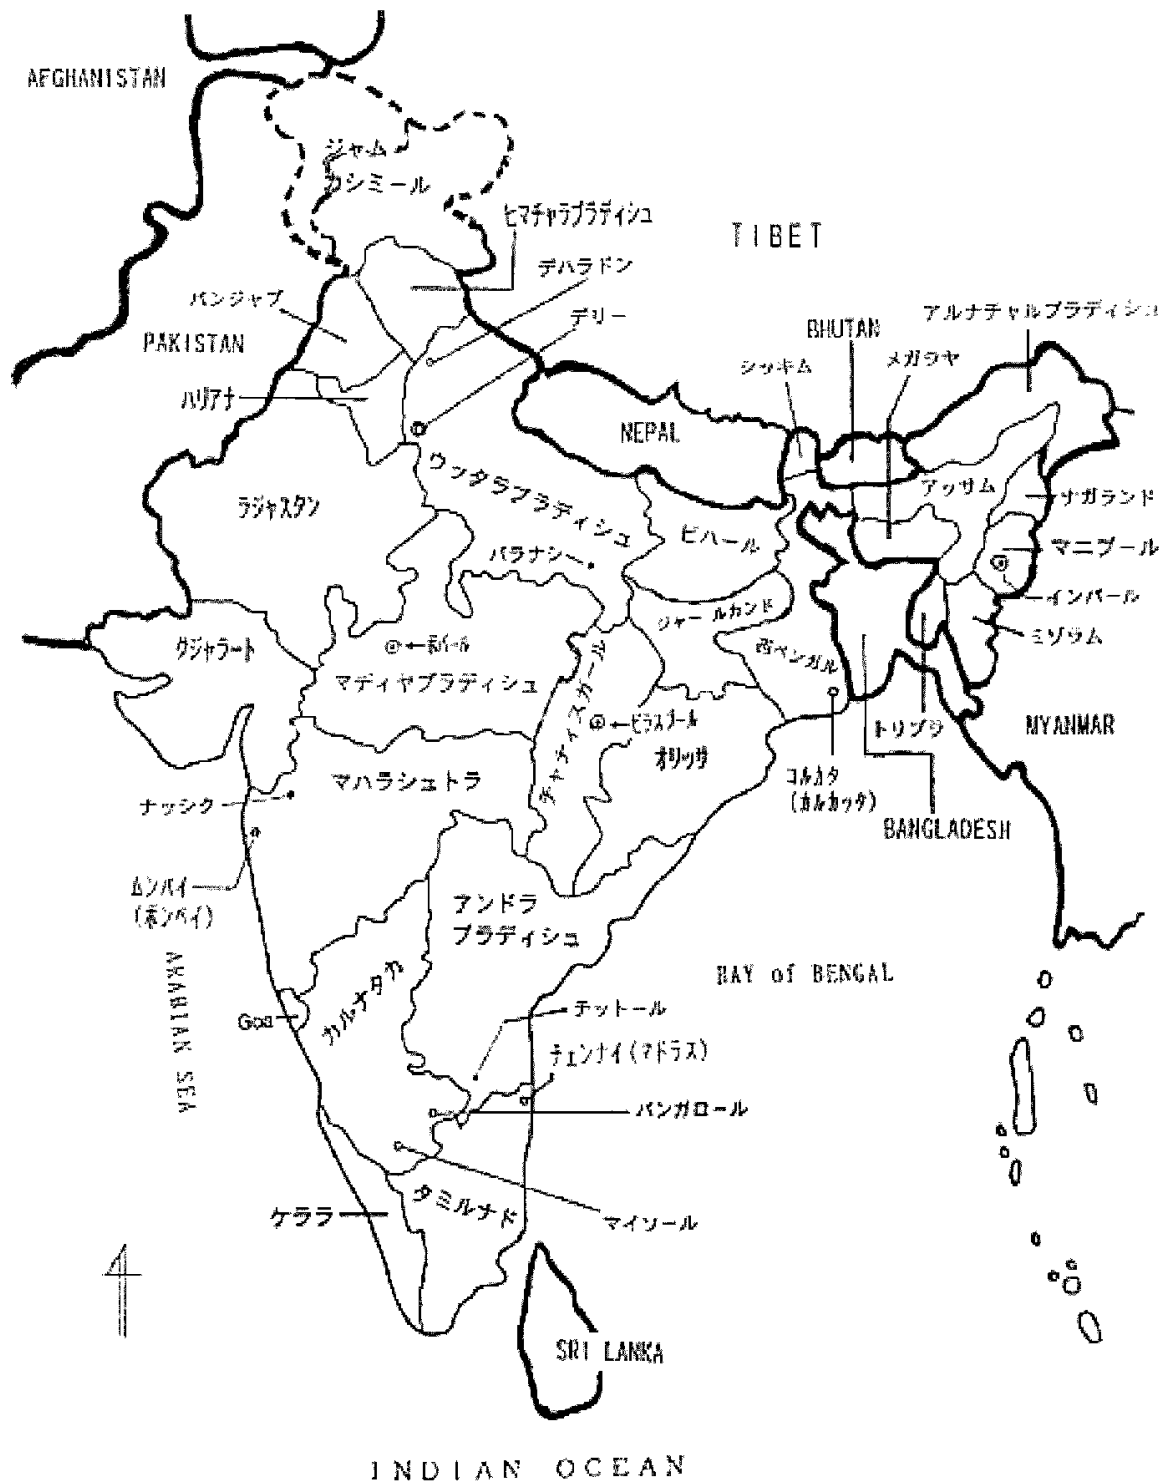 AFGHANISTAN
ジャム
カシミール
ヒマチャラプラディシュ
TIBET
デハラドン
パンジャブ
デリー
アルナチャルプラディシュ
PAKISTAN
BHUTAN
シッキム
メガラヤ
ハリアナ
NEPAL
ウッタラプラディシュ
アッサム
ナガランド
ラジャスタン
ビハール
バラナシ
マニプール
インパール
ジャールカンド
ミゾラム
グジャラート
←ボパール
西ベンガル
マディヤプラディシュ
チャティスガール
←ビラスプール
トリプラ
MYANMAR
オリッサ
マハラシュトラ
コルカタ
(カルカッタ)
ナッシク
BANGLADESH
ムンバイ
(ボンベイ)
アンドラ
プラディシュ
ARABIAN SEA
BAY of BENGAL
カルナタカ
Goa
チットール
チェンナイ(マドラス)
バンガロール
タミルナド
ケララ
マイソール
SRI LANKA
INDIAN OCEAN